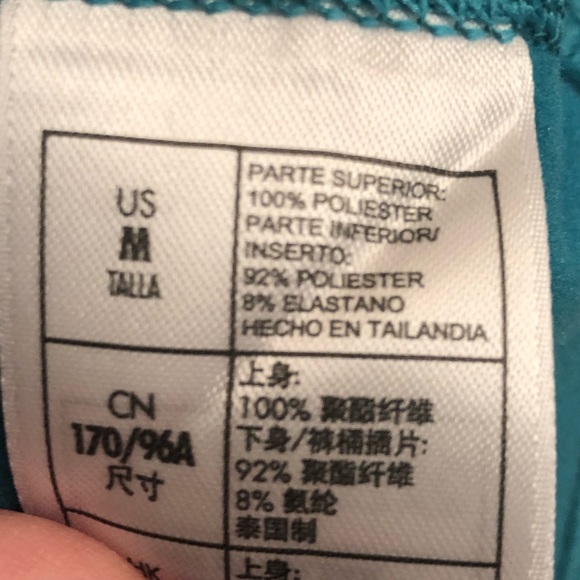 US
M
TALLA
PARTE SUPERIOR:
100% POLIESTER
PARTE INFERIOR/
INSERTO:
92% POLIESTER
8% ELASTANO
HECHO EN TAILANDIA
CN
170/96A
尺寸
上身:
100% 聚酯纤维
下身/裤桶插片:
92% 聚酯纤维
8% 氨纶
泰国制
HK
上身: